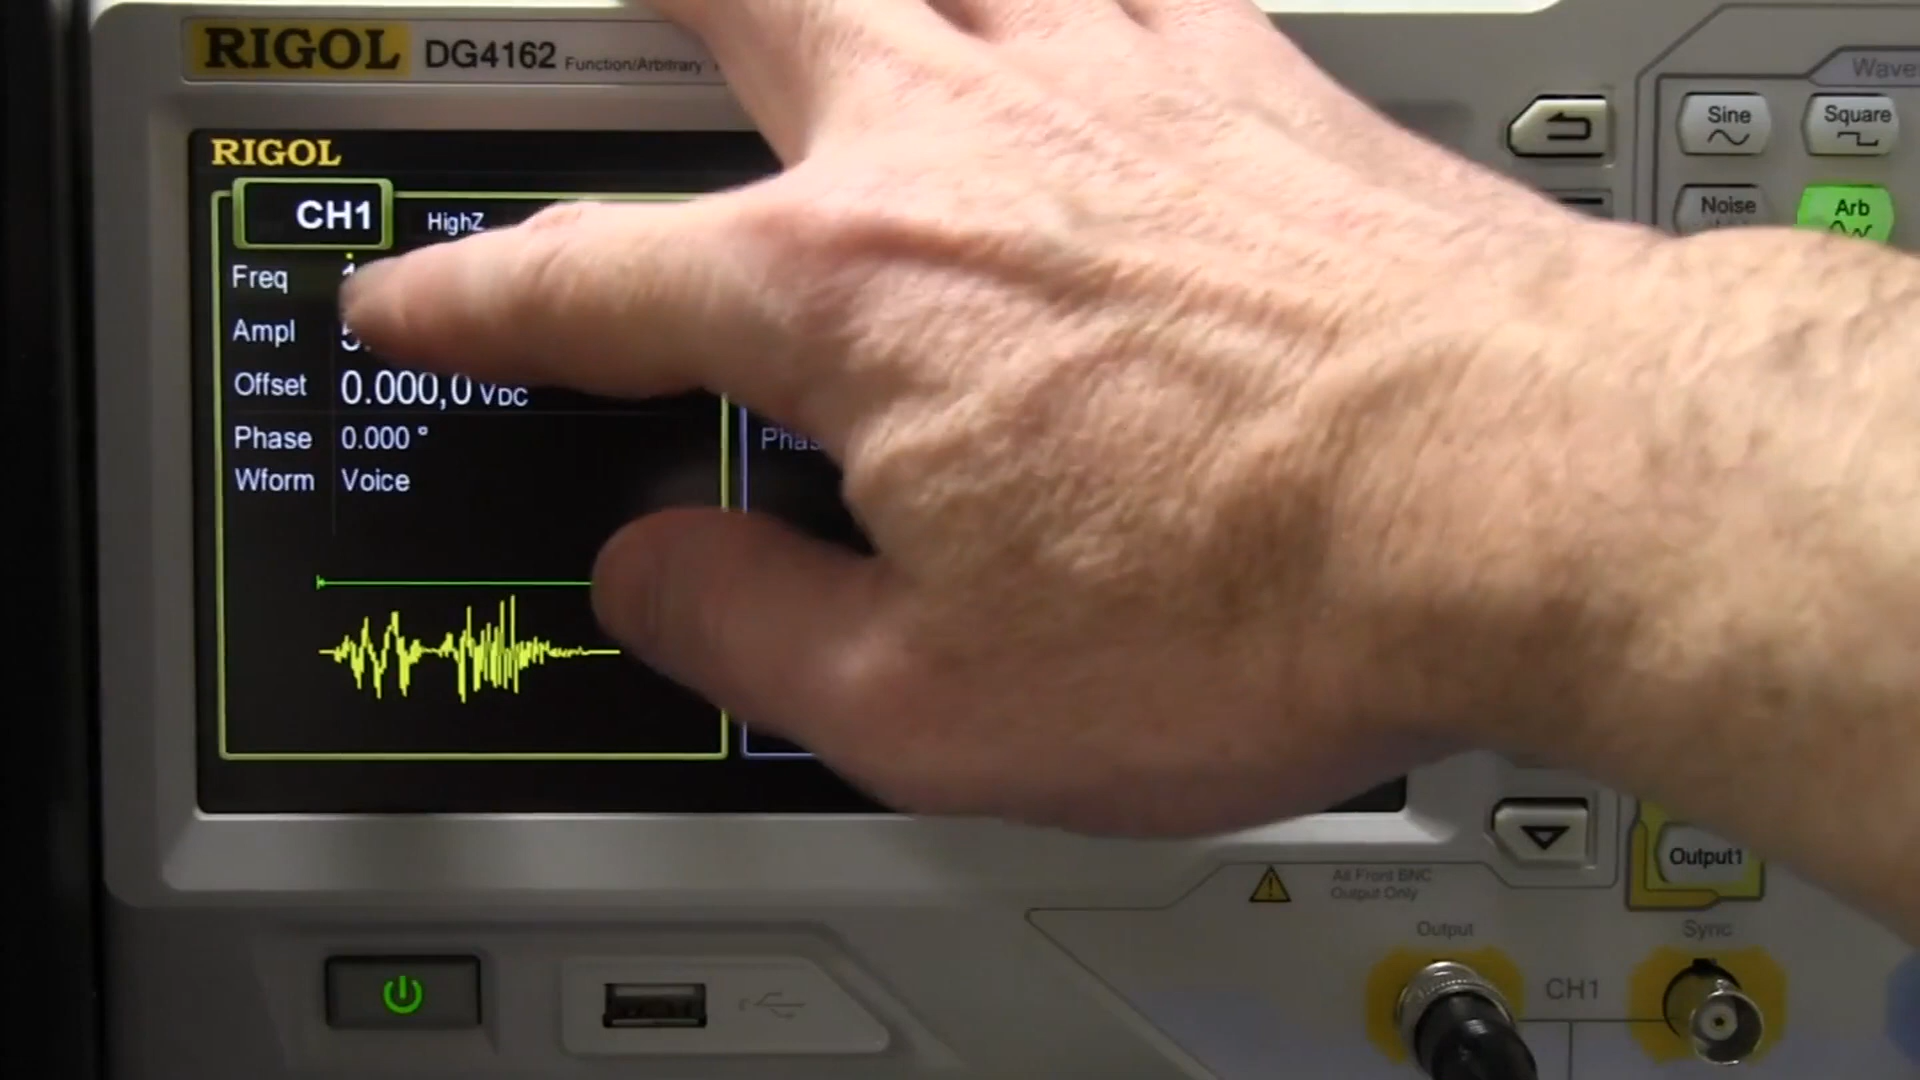 RIGOL DG4162 Function/Arbitrary
RIGOL
CH1 HighZ
Freq
Ampl
Offset 0.000,0 VDC
Phase 0.000 °
Wform Voice
Sine
Square
Noise
Arb
Output1
All Front BNC
Output Only
Output
CH1
Sync